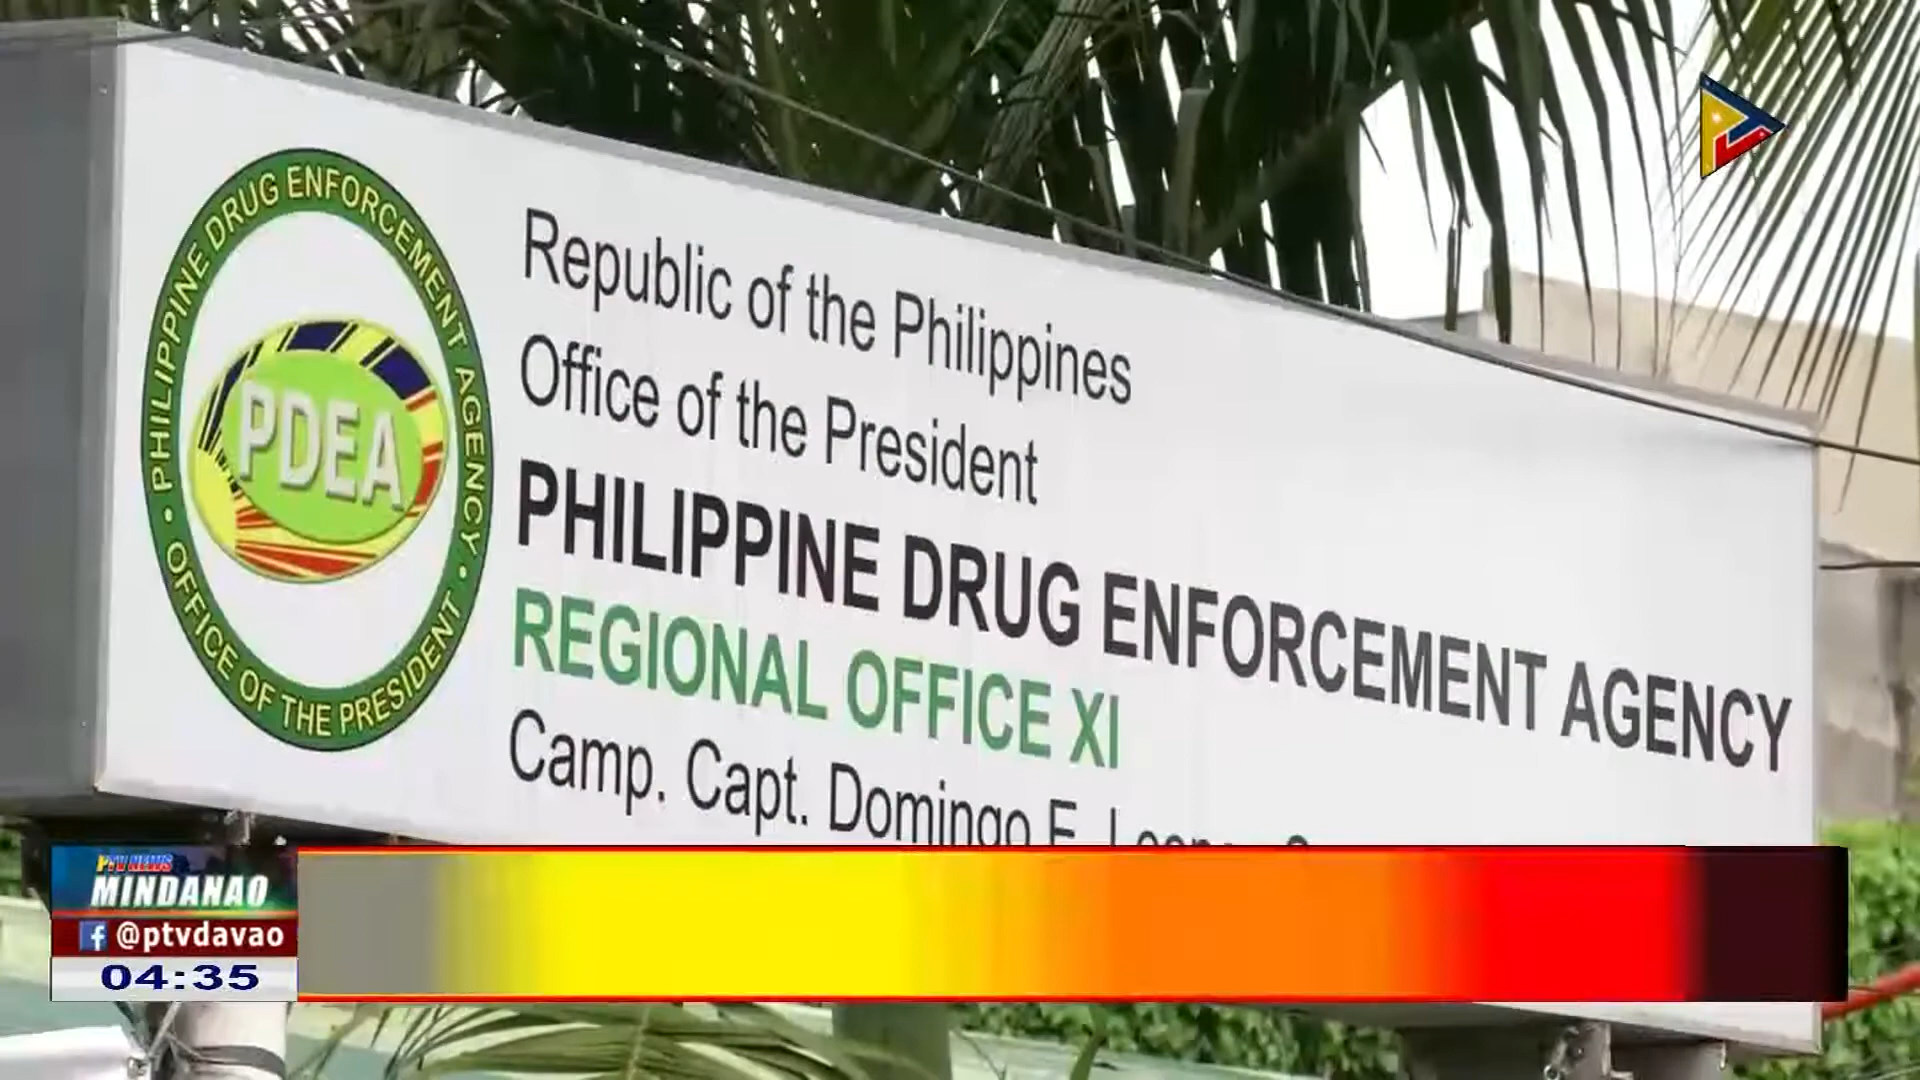 PHILIPPINE DRUG ENFORCEMENT AGENCY
PDEA
OFFICE OF THE PRESIDENT
Republic of the Philippines
Office of the President
PHILIPPINE DRUG ENFORCEMENT AGENCY
REGIONAL OFFICE XI
Camp. Capt. Domingo E.
PTV NEWS
MINDANAO
@ptvdavao
04:35